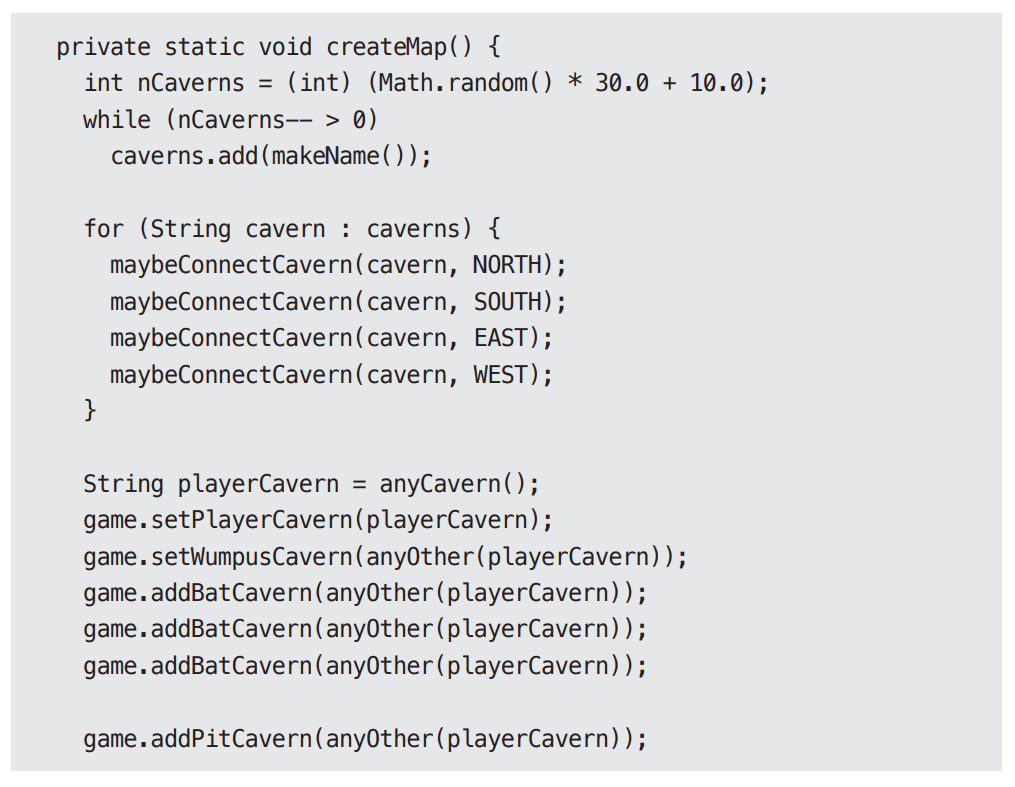 private static void createMap() {
  int nCaverns = (int) (Math.random() * 30.0 + 10.0);
  while (nCaverns-- > 0)
    caverns.add(makeName());

  for (String cavern : caverns) {
    maybeConnectCavern(cavern, NORTH);
    maybeConnectCavern(cavern, SOUTH);
    maybeConnectCavern(cavern, EAST);
    maybeConnectCavern(cavern, WEST);
  }

  String playerCavern = anyCavern();
  game.setPlayerCavern(playerCavern);
  game.setWumpusCavern(anyOther(playerCavern));
  game.addBatCavern(anyOther(playerCavern));
  game.addBatCavern(anyOther(playerCavern));
  game.addBatCavern(anyOther(playerCavern));

  game.addPitCavern(anyOther(playerCavern));